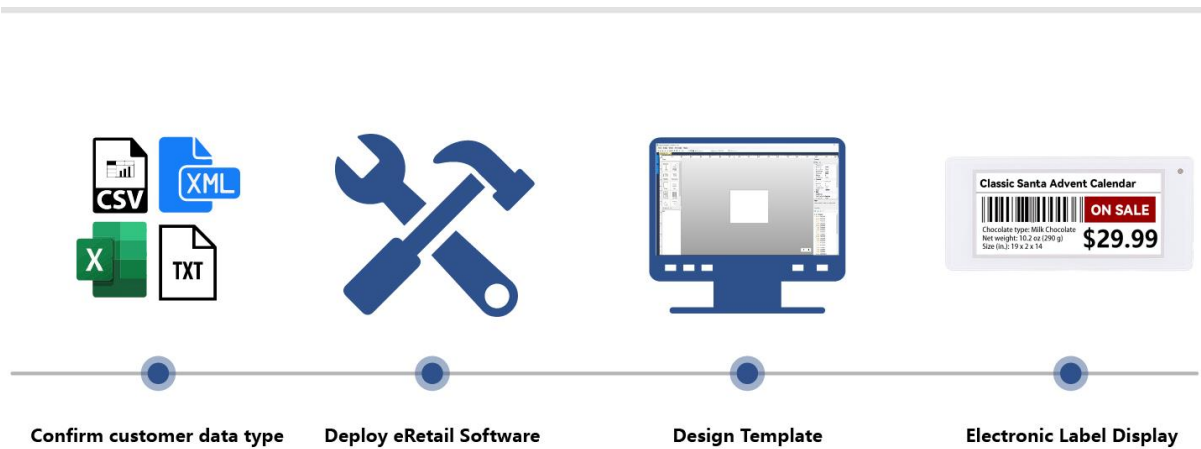 CSV
XML
X
TXT
Classic Santa Advent Calendar
ON SALE
Chocolate type: Milk Chocolate
Net weight: 10.2 oz (290 g)
Size (in.): 19 x 2 x 14
$29.99
Confirm customer data type
Deploy eRetail Software
Design Template
Electronic Label Display